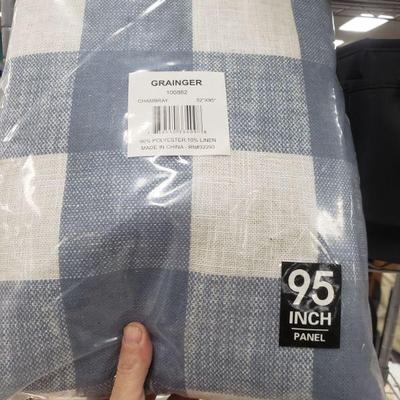 GRAINGER
100862
CHAMBRAY 52"X95"
90% POLYESTER, 10% LINEN
MADE IN CHINA -
95
INCH
PANEL